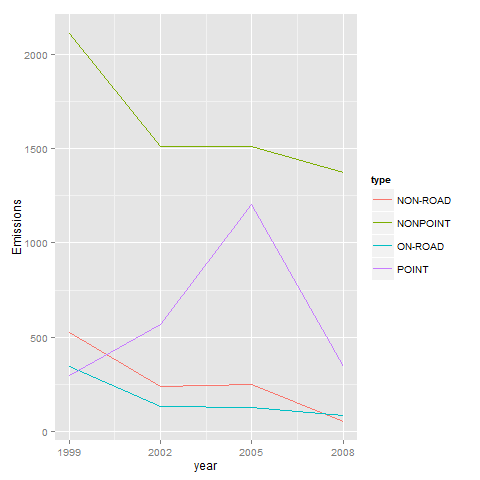 2000
1500
1000
500
0
Emissions
1999
2002
2005
2008
year
type
NON-ROAD
NONPOINT
ON-ROAD
POINT